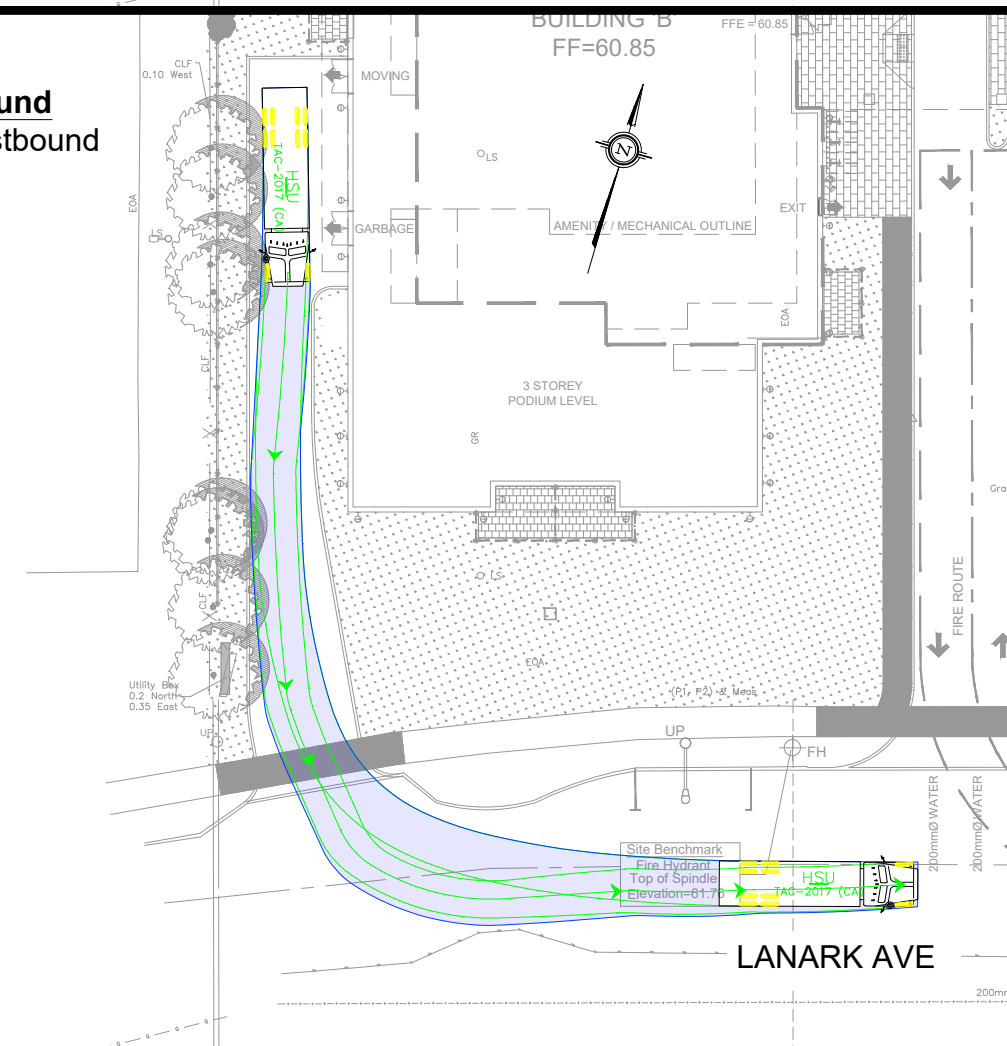 BUILDING 'B'
FFE = 60.85
FF=60.85
CLF
0.10 West
MOVING
und
tbound
LS
EOA
TAC-2017 (CA)
HSU
N
EXIT
LS
GARBAGE
AMENITY / MECHANICAL OUTLINE
EOA
CLF
3 STOREY
PODIUM LEVEL
GR
Gra
LS
CLF
FIRE ROUTE
EOA
Utility Box
0.2 North
0.35 East
(P1, P2) & Meas
UP
UP
FH
200mmØ WATER
200mmØ WATER
Site Benchmark
Fire Hydrant
Top of Spindle
Elevation=61.76
HSU
TAC-2017 (CA)
LANARK AVE
200mm